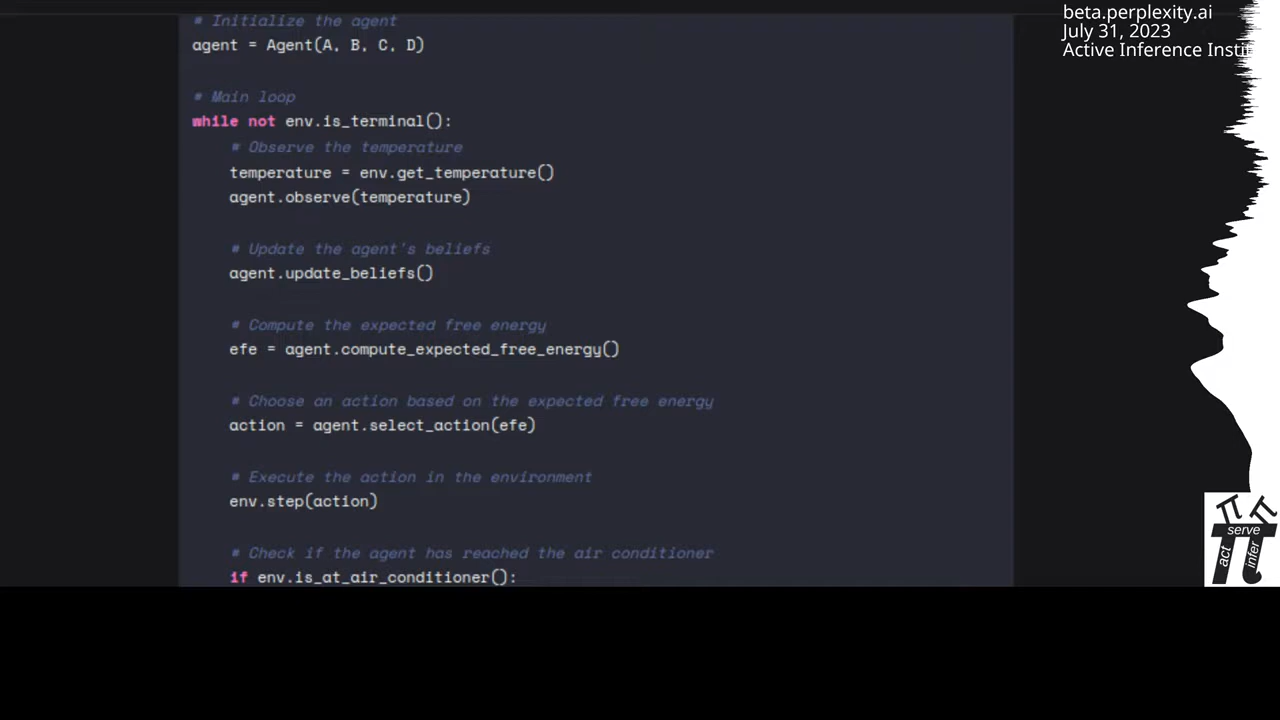 # Initialize the agent
agent = Agent(A, B, C, D)
# Main loop
while not env.is_terminal():
# Observe the temperature
temperature = env.get_temperature()
agent.observe(temperature)
# Update the agent's beliefs
agent.update_beliefs()
# Compute the expected free energy
efe = agent.compute_expected_free_energy()
# Choose an action based on the expected free energy
action = agent.select_action(efe)
# Execute the action in the environment
env.step(action)
# Check if the agent has reached the air conditioner
if env.is_at_air_conditioner():
beta.perplexity.ai
July 31, 2023
Active Inference
serve
act
infer